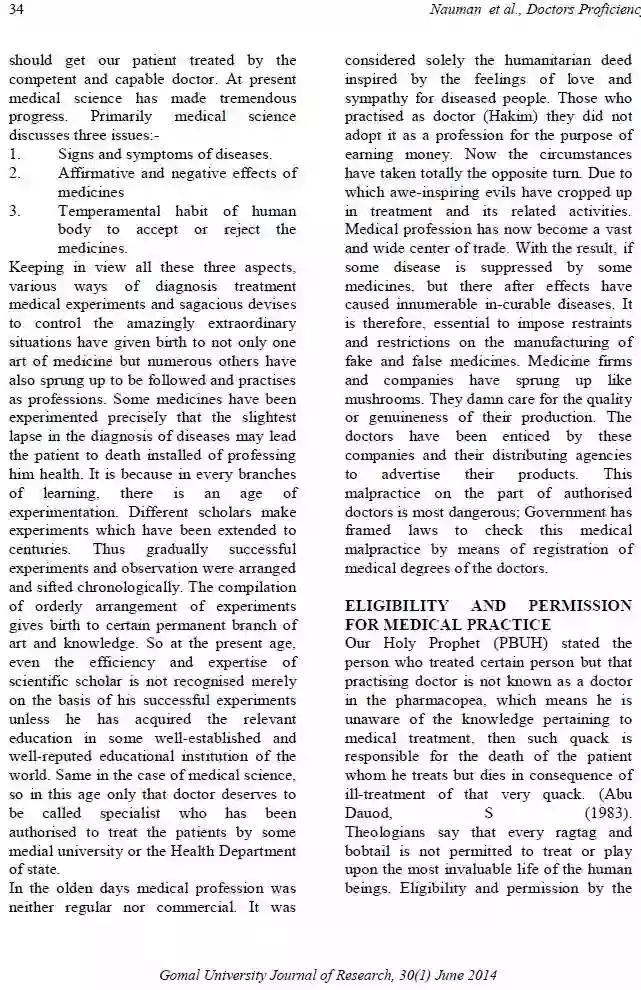 34
Nauman et al., Doctors Proficiency
should get our patient treated by the
competent and capable doctor. At present
medical science has made tremendous
progress. Primarily medical science
discusses three issues:-
1. Signs and symptoms of diseases.
2. Affirmative and negative effects of
medicines
3. Temperamental habit of human
body to accept or reject the
medicines.
Keeping in view all these three aspects,
various ways of diagnosis treatment
medical experiments and sagacious devises
to control the amazingly extraordinary
situations have given birth to not only one
art of medicine but numerous others have
also sprung up to be followed and practises
as professions. Some medicines have been
experimented precisely that the slightest
lapse in the diagnosis of diseases may lead
the patient to death installed of professing
him health. It is because in every branches
of learning, there is an age of
experimentation. Different scholars make
experiments which have been extended to
centuries. Thus gradually successful
experiments and observation were arranged
and sifted chronologically. The compilation
of orderly arrangement of experiments
gives birth to certain permanent branch of
art and knowledge. So at the present age,
even the efficiency and expertise of
scientific scholar is not recognised merely
on the basis of his successful experiments
unless he has acquired the relevant
education in some well-established and
well-reputed educational institution of the
world. Same in the case of medical science,
so in this age only that doctor deserves to
be called specialist who has been
authorised to treat the patients by some
medial university or the Health Department
of state.
In the olden days medical profession was
neither regular nor commercial. It was
considered solely the humanitarian deed
inspired by the feelings of love and
sympathy for diseased people. Those who
practised as doctor (Hakim) they did not
adopt it as a profession for the purpose of
earning money. Now the circumstances
have taken totally the opposite turn. Due to
which awe-inspiring evils have cropped up
in treatment and its related activities.
Medical profession has now become a vast
and wide center of trade. With the result, if
some disease is suppressed by some
medicines, but there after effects have
caused innumerable in-curable diseases. It
is therefore, essential to impose restraints
and restrictions on the manufacturing of
fake and false medicines. Medicine firms
and companies have sprung up like
mushrooms. They damn care for the quality
or genuineness of their production. The
doctors have been enticed by these
companies and their distributing agencies
to advertise their products. This
malpractice on the part of authorised
doctors is most dangerous; Government has
framed laws to check this medical
malpractice by means of registration of
medical degrees of the doctors.
ELIGIBILITY AND PERMISSION
FOR MEDICAL PRACTICE
Our Holy Prophet (PBUH) stated the
person who treated certain person but that
practising doctor is not known as a doctor
in the pharmacopea, which means he is
unaware of the knowledge pertaining to
medical treatment, then such quack is
responsible for the death of the patient
whom he treats but dies in consequence of
ill-treatment of that very quack. (Abu
Dauod, S (1983).
Theologians say that every ragtag and
bobtail is not permitted to treat or play
upon the most invaluable life of the human
beings. Eligibility and permission by the
Gomal University Journal of Research, 30(1) June 2014